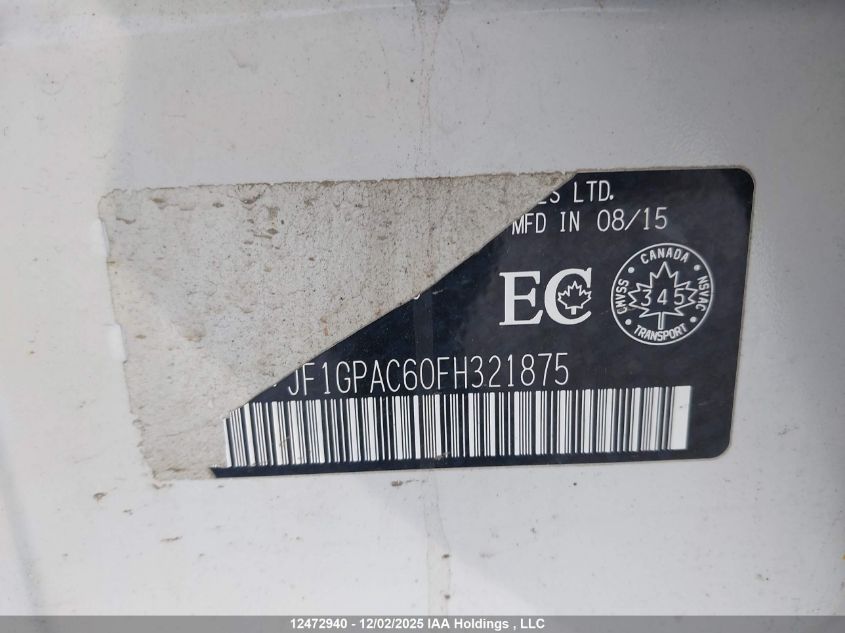 LTD.
MFD IN 08/15
EC
CANADA
CMVSS 345 NSVAC
TRANSPORT
JF1GPAC60FH321875
12472940 - 12/02/2025 IAA Holdings , LLC